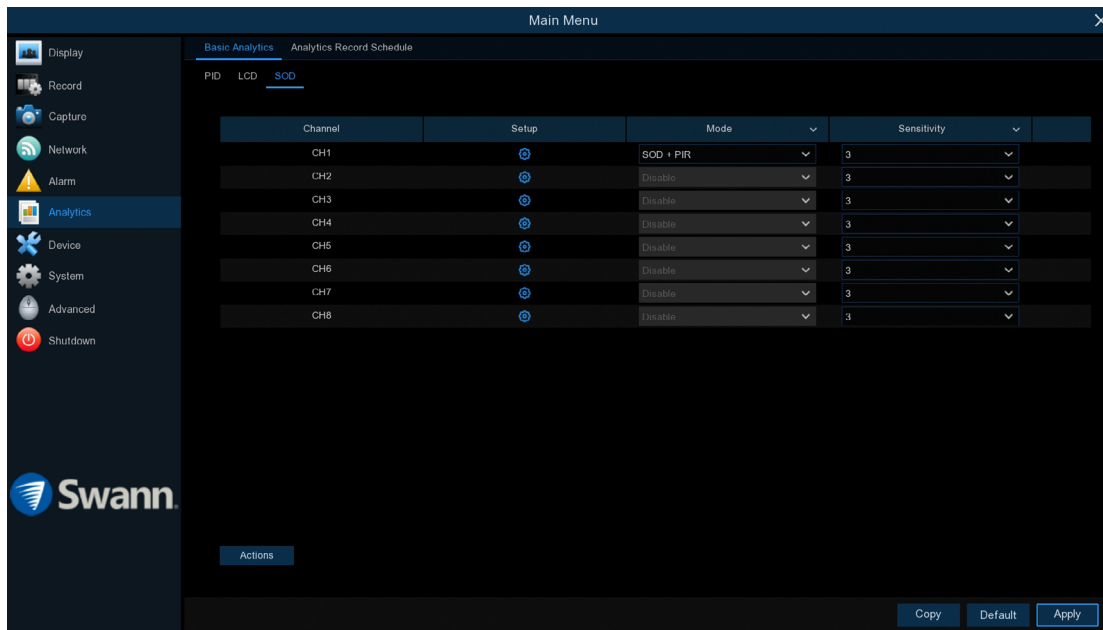 Main Menu
Display
Record
Capture
Network
Alarm
Analytics
Device
System
Advanced
Shutdown
Swann
Basic Analytics Analytics Record Schedule
PID LCD SOD
Channel Setup Mode Sensitivity
CH1 SOD + PIR 3
CH2 Disable 3
CH3 Disable 3
CH4 Disable 3
CH5 Disable 3
CH6 Disable 3
CH7 Disable 3
CH8 Disable 3
Actions
Copy Default Apply